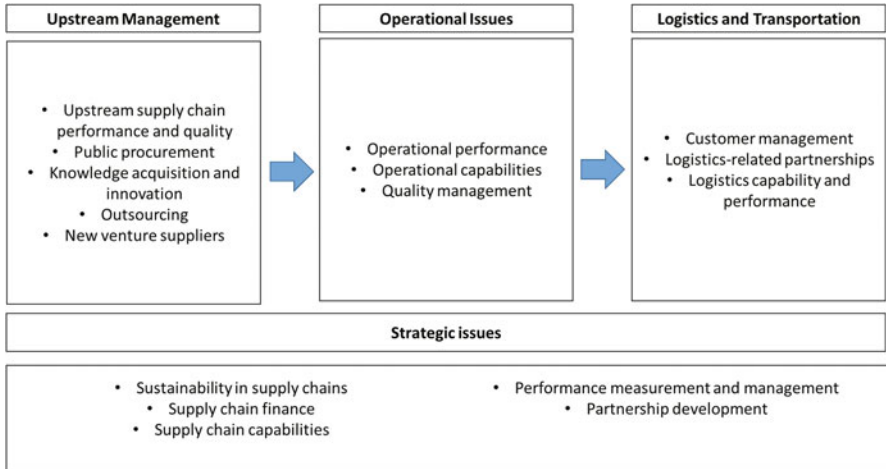 Upstream Management
• Upstream supply chain
performance and quality
• Public procurement
• Knowledge acquisition and
innovation
• Outsourcing
• New venture suppliers
Operational Issues
• Operational performance
• Operational capabilities
• Quality management
Logistics and Transportation
• Customer management
• Logistics-related partnerships
• Logistics capability and
performance
Strategic issues
• Sustainability in supply chains
• Supply chain finance
• Supply chain capabilities
• Performance measurement and management
• Partnership development